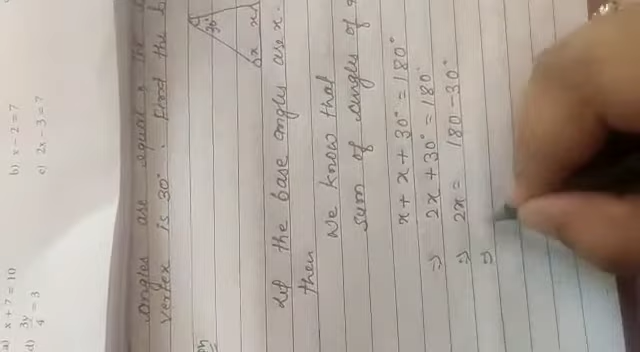 a) x + 7 = 10
b) x - 2 = 7
d) 3y/4 = 3
c) 2x - 3 = 7
angles are equal
vertex is 30°. Find the
30°
x x
If the base angles are x.
then
We know that
sum of angles of
x + x + 30° = 180°
⇒ 2x + 30° = 180°
⇒ 2x = 180 - 30°
⇒